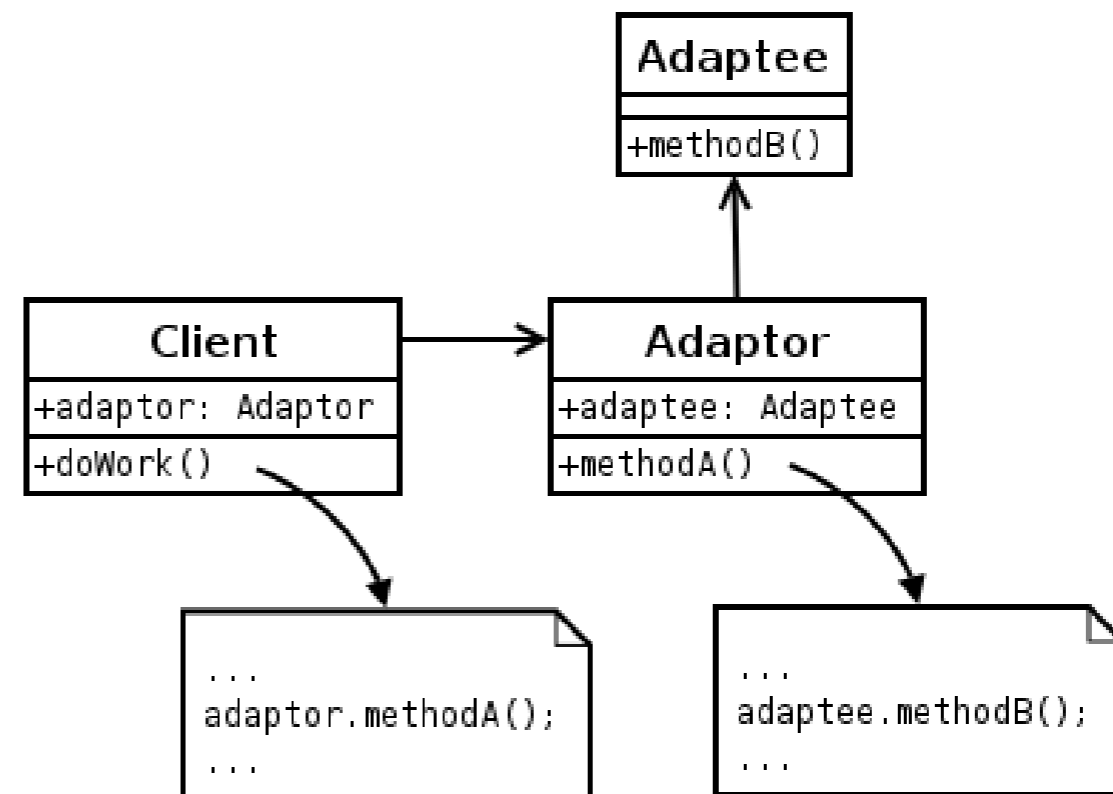 Adaptee
+methodB()
Client
+adaptor: Adaptor
+doWork()
Adaptor
+adaptee: Adaptee
+methodA()
...
adaptor.methodA();
...
...
adaptee.methodB();
...